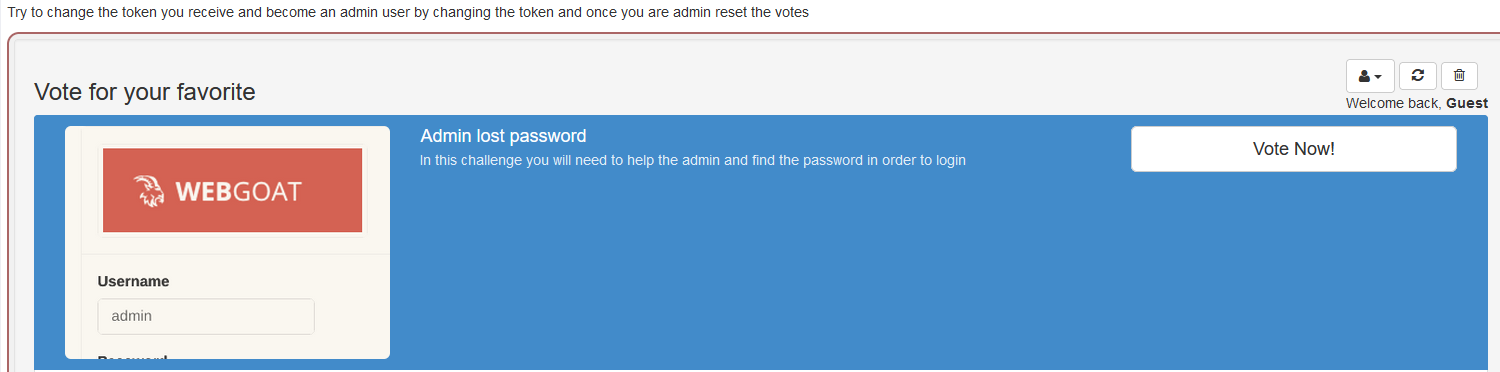 Try to change the token you receive and become an admin user by changing the token and once you are admin reset the votes
Vote for your favorite
Welcome back, Guest
Admin lost password
In this challenge you will need to help the admin and find the password in order to login
Vote Now!
WEBGOAT
Username
admin
Password